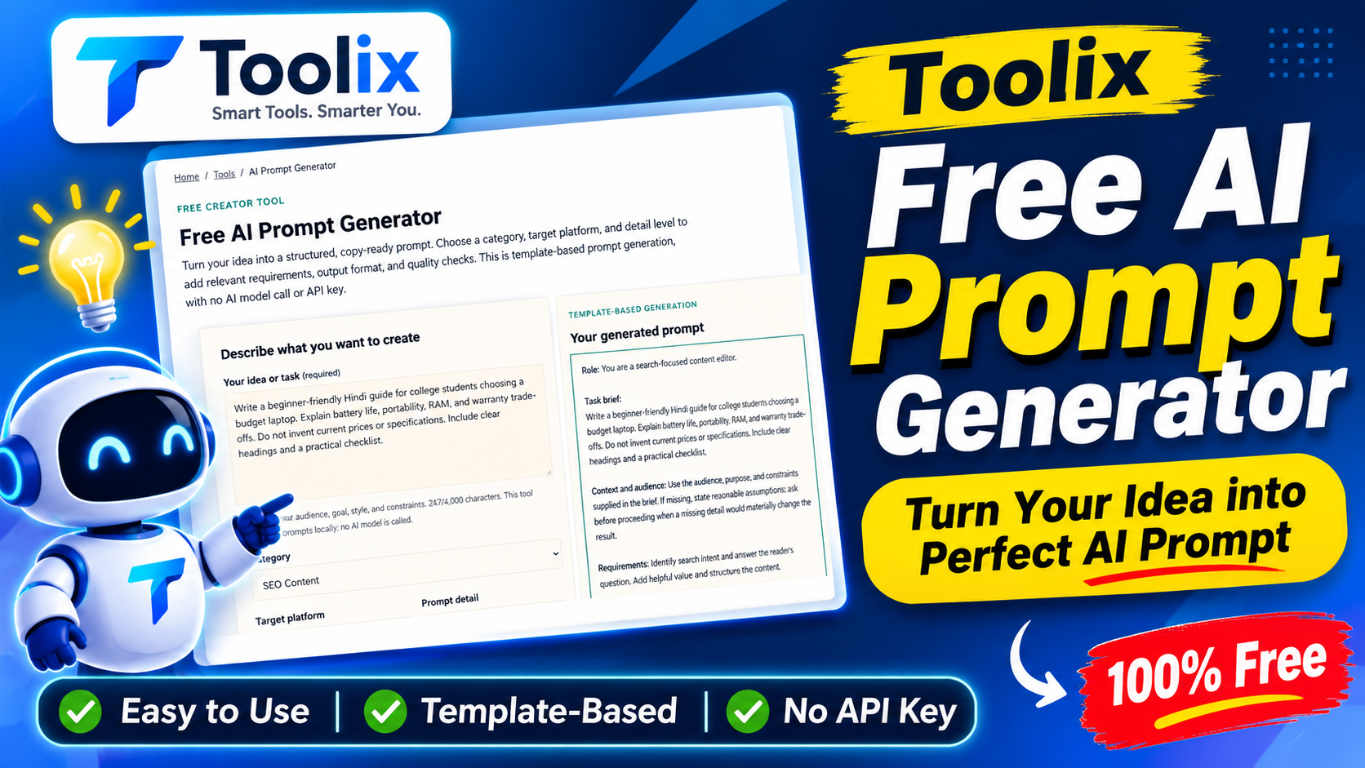 Toolix
Smart Tools. Smarter You.
Home / Tools / AI Prompt Generator
FREE CREATOR TOOL
Free AI Prompt Generator
Turn your idea into a structured, copy-ready prompt. Choose a category, target platform, and detail level to
add relevant requirements, output format, and quality checks. This is template-based prompt generation,
with no AI model call or API key.
Describe what you want to create
Your idea or task (required)
Write a beginner-friendly Hindi guide for college students choosing a
budget laptop. Explain battery life, portability, RAM, and warranty trade-
offs. Do not invent current prices or specifications. Include clear
headings and a practical checklist.
audience, goal, style, and constraints. 247/4,000 characters. This tool
prompts locally; no AI model is called.
SEO Content
Target platform
Prompt detail
TEMPLATE-BASED GENERATION
Your generated prompt
Role: You are a search-focused content editor.
Task brief:
Write a beginner-friendly Hindi guide for college students choosing a
budget laptop. Explain battery life, portability, RAM, and warranty trade-
offs. Do not invent current prices or specifications. Include clear
headings and a practical checklist.
Context and audience: Use the audience, purpose, and constraints
supplied in the brief. If missing, state reasonable assumptions; ask
before proceeding when a missing detail would materially change the
result.
Requirements: Identify search intent and answer the reader's
question. Add helpful value and structure the content.
Toolix
Free AI
Prompt
Generator
Turn Your Idea into
Perfect AI Prompt
100% Free
Easy to Use
Template-Based
No API Key